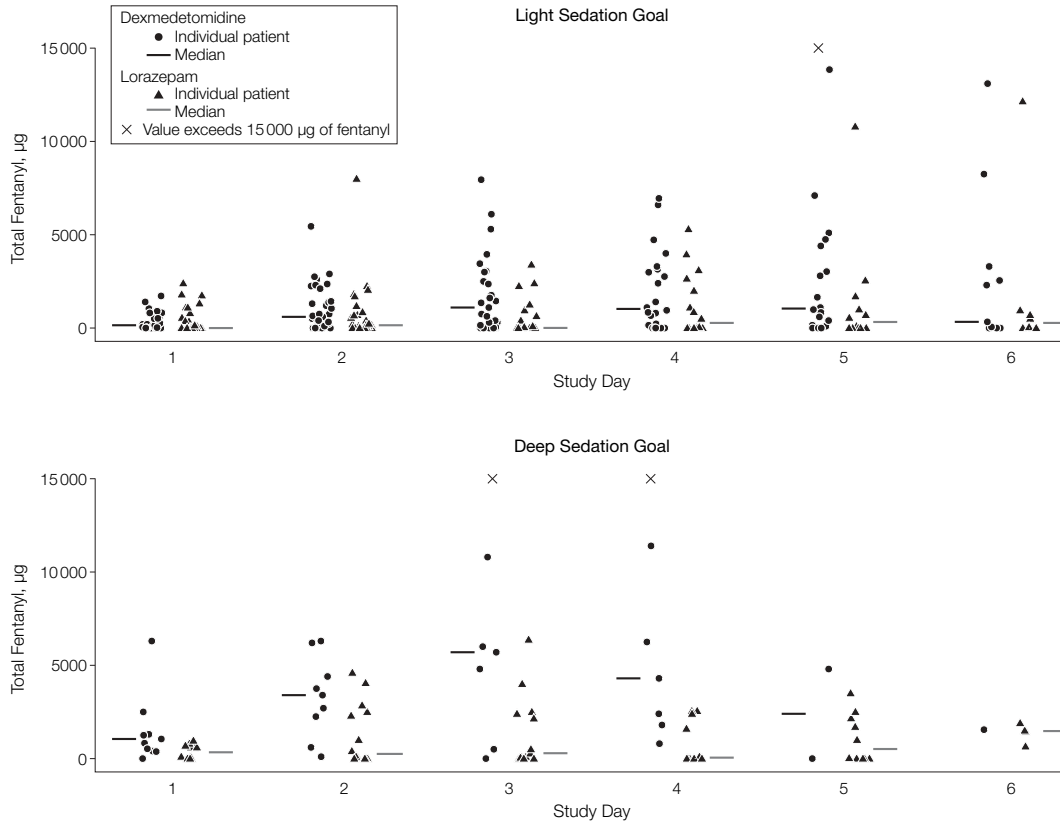 Light Sedation Goal
Dexmedetomidine
Individual patient
Median
Lorazepam
Individual patient
Median
Value exceeds 15 000 µg of fentanyl
15 000
10 000
5000
0
Total Fentanyl, µg
1 2 3 4 5 6
Study Day
Deep Sedation Goal
15 000
10 000
5000
0
Total Fentanyl, µg
1 2 3 4 5 6
Study Day